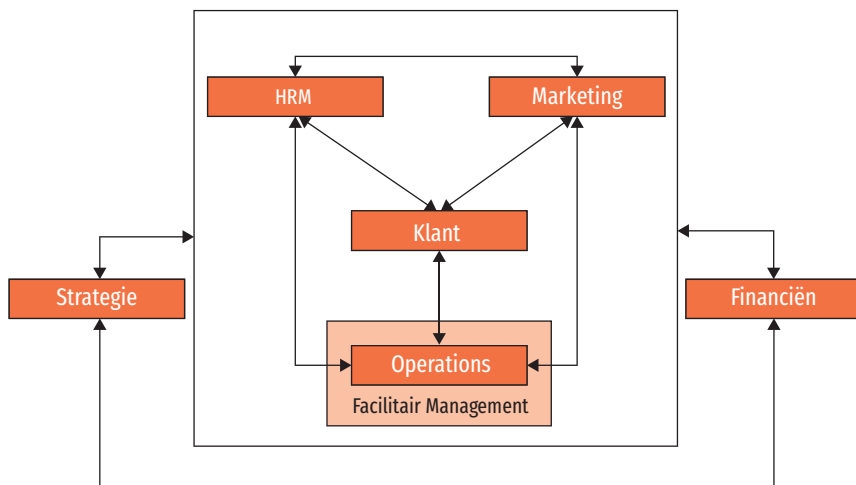 HRM
Marketing
Klant
Strategie
Financiën
Operations
Facilitair Management